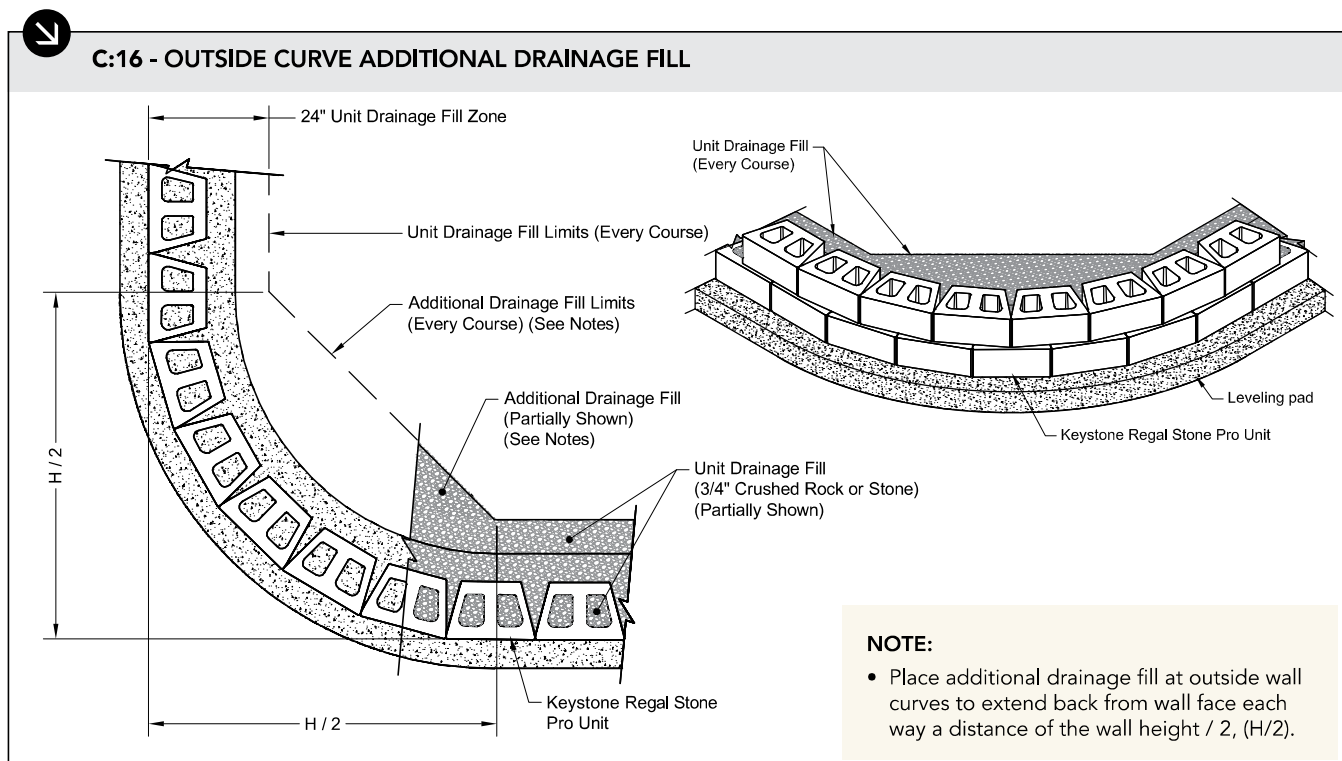 C:16 - OUTSIDE CURVE ADDITIONAL DRAINAGE FILL
24" Unit Drainage Fill Zone
Unit Drainage Fill Limits (Every Course)
Additional Drainage Fill Limits
(Every Course) (See Notes)
Additional Drainage Fill
(Partially Shown)
(See Notes)
Unit Drainage Fill
(3/4" Crushed Rock or Stone)
(Partially Shown)
H / 2
H / 2
Keystone Regal Stone
Pro Unit
Unit Drainage Fill
(Every Course)
Leveling pad
Keystone Regal Stone Pro Unit
NOTE:
• Place additional drainage fill at outside wall
curves to extend back from wall face each
way a distance of the wall height / 2, (H/2).